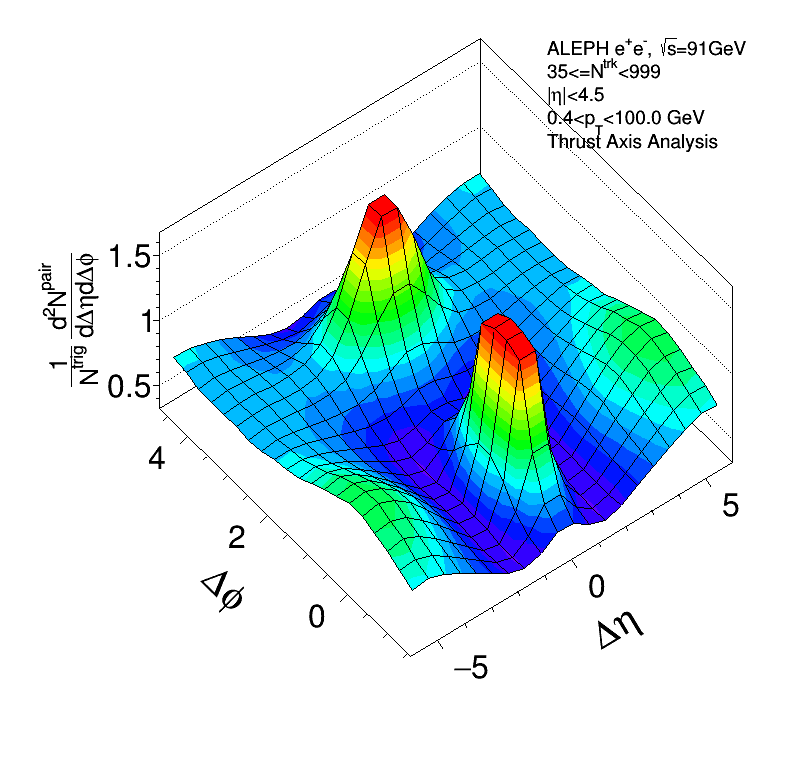 ALEPH e⁺e⁻, √s=91GeV
35<=Nᵗʳᵏ<999
|η|<4.5
0.4<p_T<100.0 GeV
Thrust Axis Analysis
1/N^trig d²N^pair/dΔηdΔϕ
1.5
1
0.5
4
2
0
Δϕ
−5
0
5
Δη